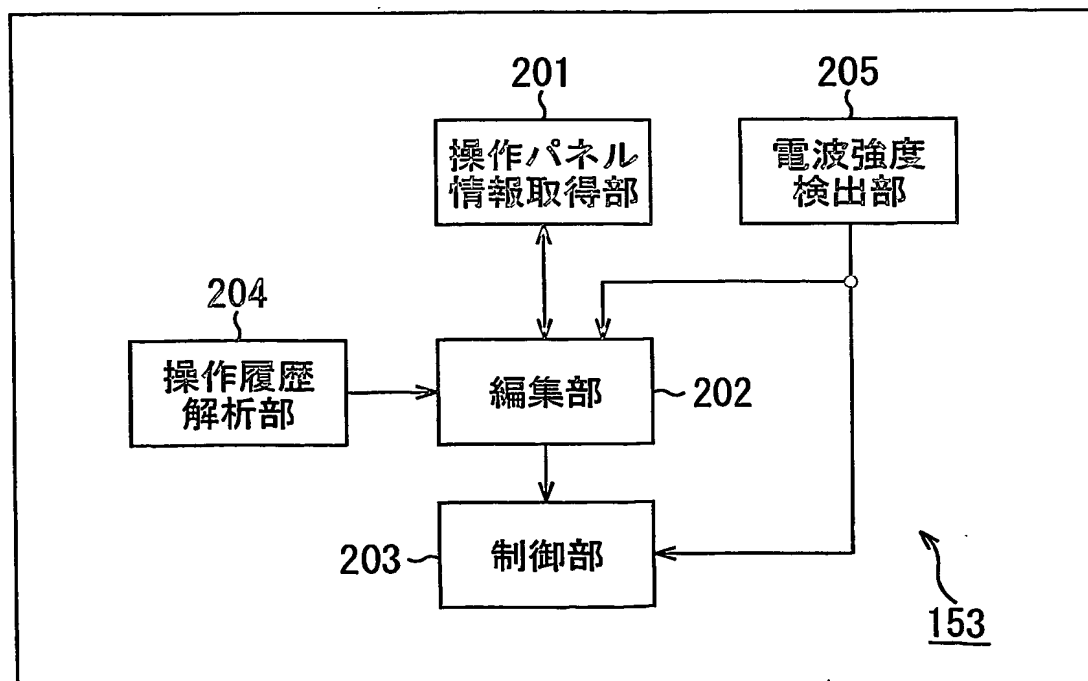 201
操作パネル
情報取得部
205
電波強度
検出部
204
操作履歴
解析部
編集部
202
203
制御部
153